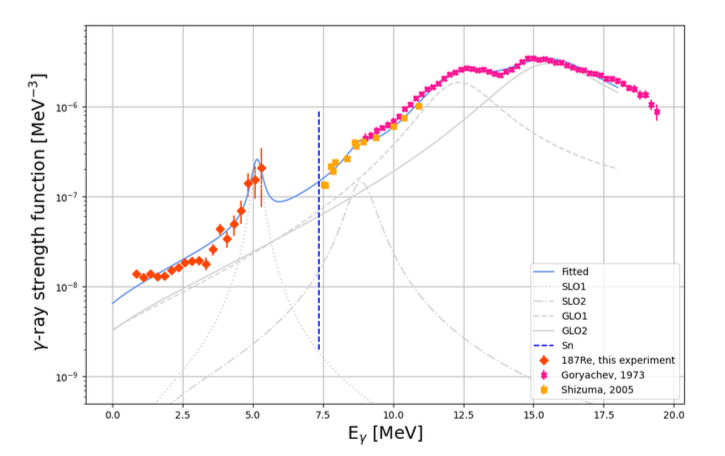 γ-ray strength function [MeV⁻³]
10⁻⁶
10⁻⁷
10⁻⁸
10⁻⁹
Fitted
SLO1
SLO2
GLO1
GLO2
Sn
187Re, this experiment
Goryachev, 1973
Shizuma, 2005
0.0 2.5 5.0 7.5 10.0 12.5 15.0 17.5 20.0
Eᵧ [MeV]